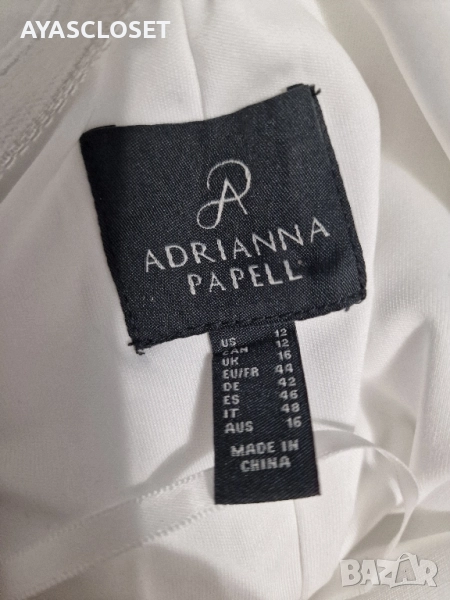 AYASCLOSET
ADRIANNA
PAPELL
US 12
CAN 12
UK 16
EU/FR 44
DE 42
ES 46
IT 48
AUS 16
MADE IN
CHINA
BAZAR